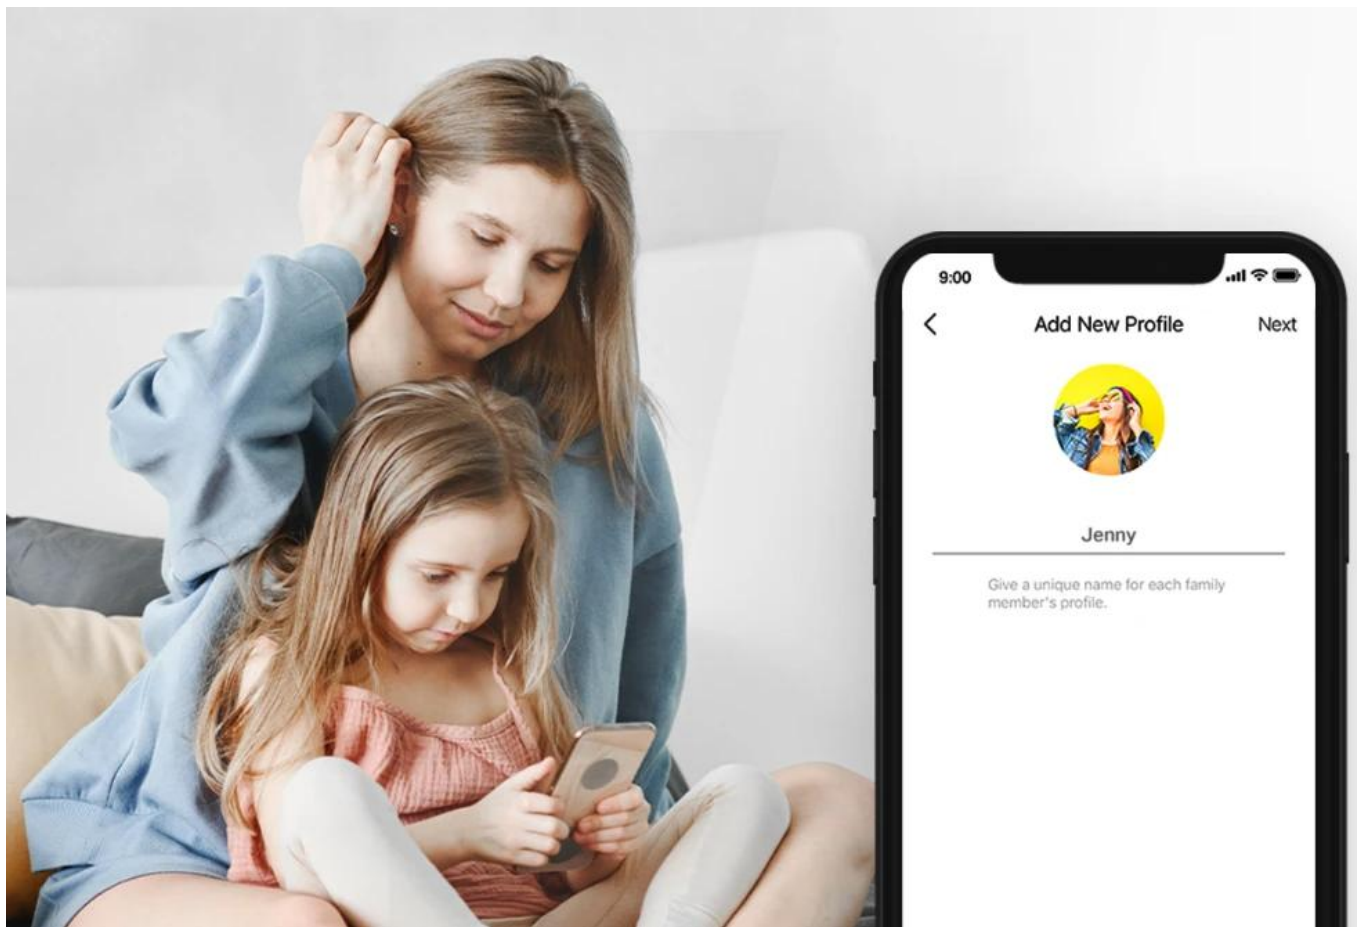 9:00
Add New Profile Next
Jenny
Give a unique name for each family
member's profile.